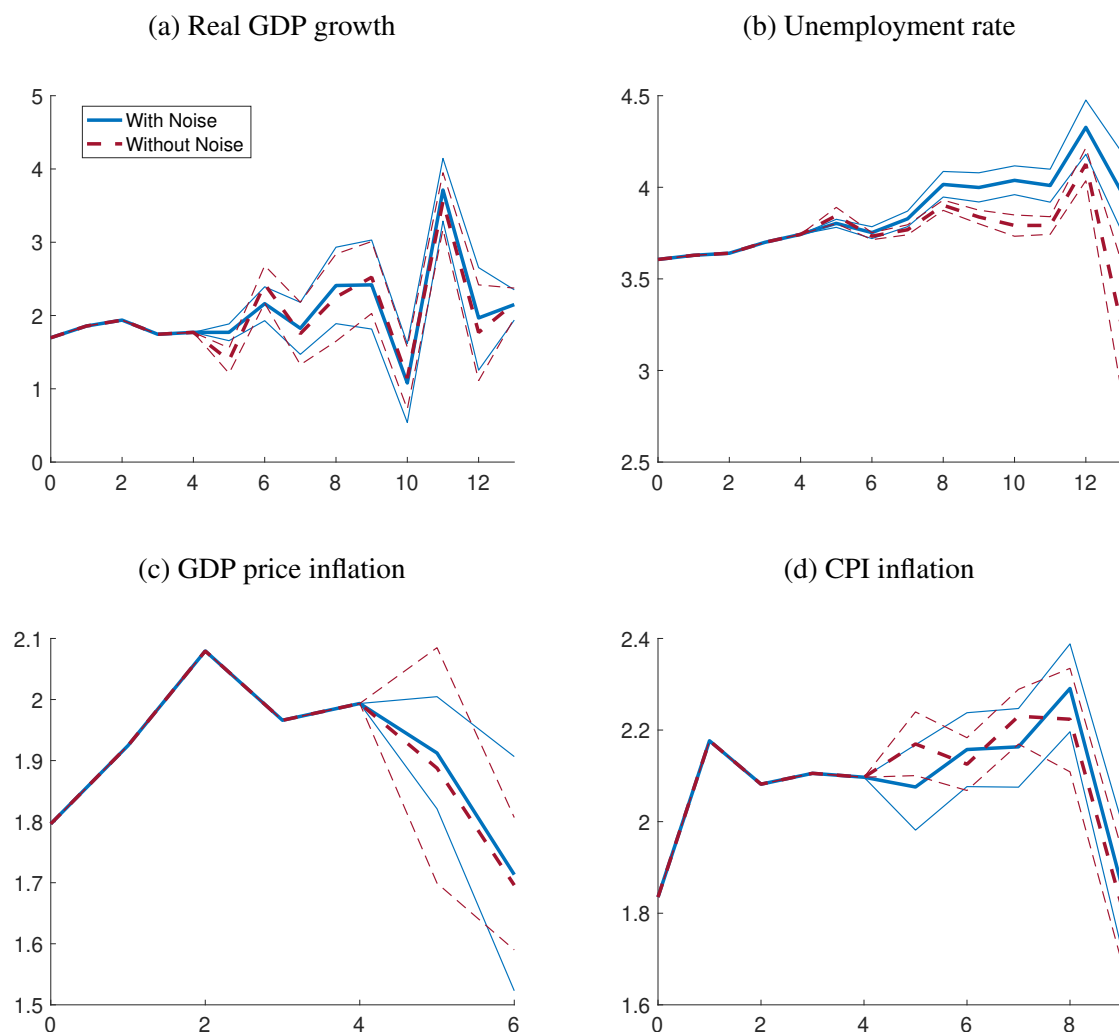 (a) Real GDP growth
(b) Unemployment rate
5
4
3
2
1
0
With Noise
Without Noise
0 2 4 6 8 10 12
4.5
4
3.5
3
2.5
0 2 4 6 8 10 12
(c) GDP price inflation
(d) CPI inflation
2.1
2
1.9
1.8
1.7
1.6
1.5
0 2 4 6
2.4
2.2
2
1.8
1.6
0 2 4 6 8